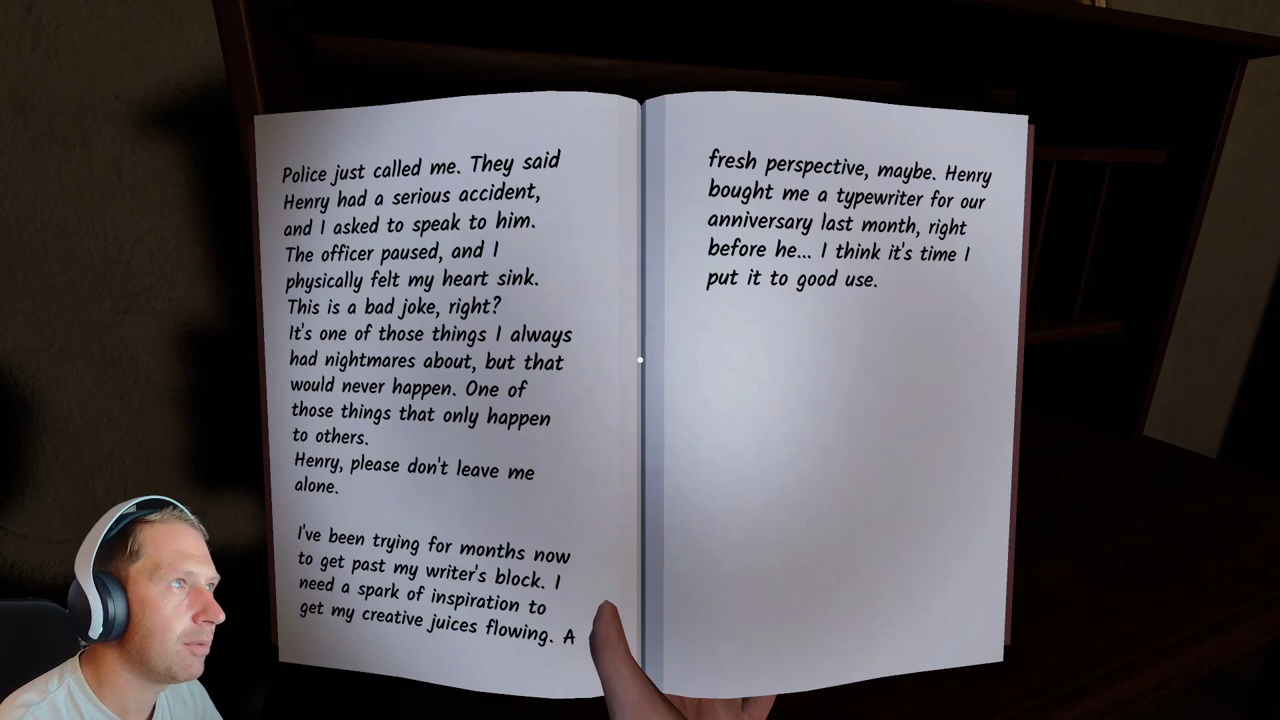 Police just called me. They said
Henry had a serious accident,
and I asked to speak to him.
The officer paused, and I
physically felt my heart sink.
This is a bad joke, right?
It's one of those things I always
had nightmares about, but that
would never happen. One of
those things that only happen
to others.
Henry, please don't leave me
alone.
I've been trying for months now
to get past my writer's block. I
need a spark of inspiration to
get my creative juices flowing. A
fresh perspective, maybe. Henry
bought me a typewriter for our
anniversary last month, right
before he... I think it's time I
put it to good use.